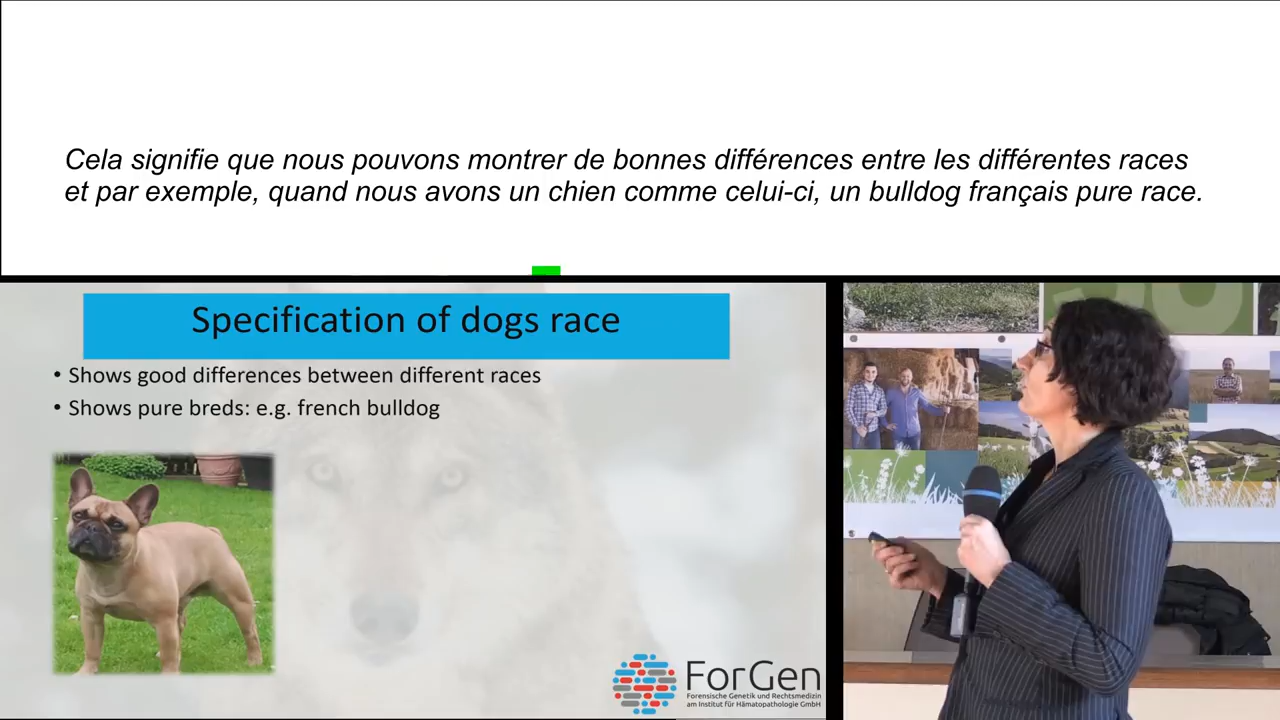 Cela signifie que nous pouvons montrer de bonnes différences entre les différentes races
et par exemple, quand nous avons un chien comme celui-ci, un bulldog français pure race.
Specification of dogs race
• Shows good differences between different races
• Shows pure breds: e.g. french bulldog
ForGen
Forensische Genetik und Rechtsmedizin
am Institut für Hämatopathologie GmbH